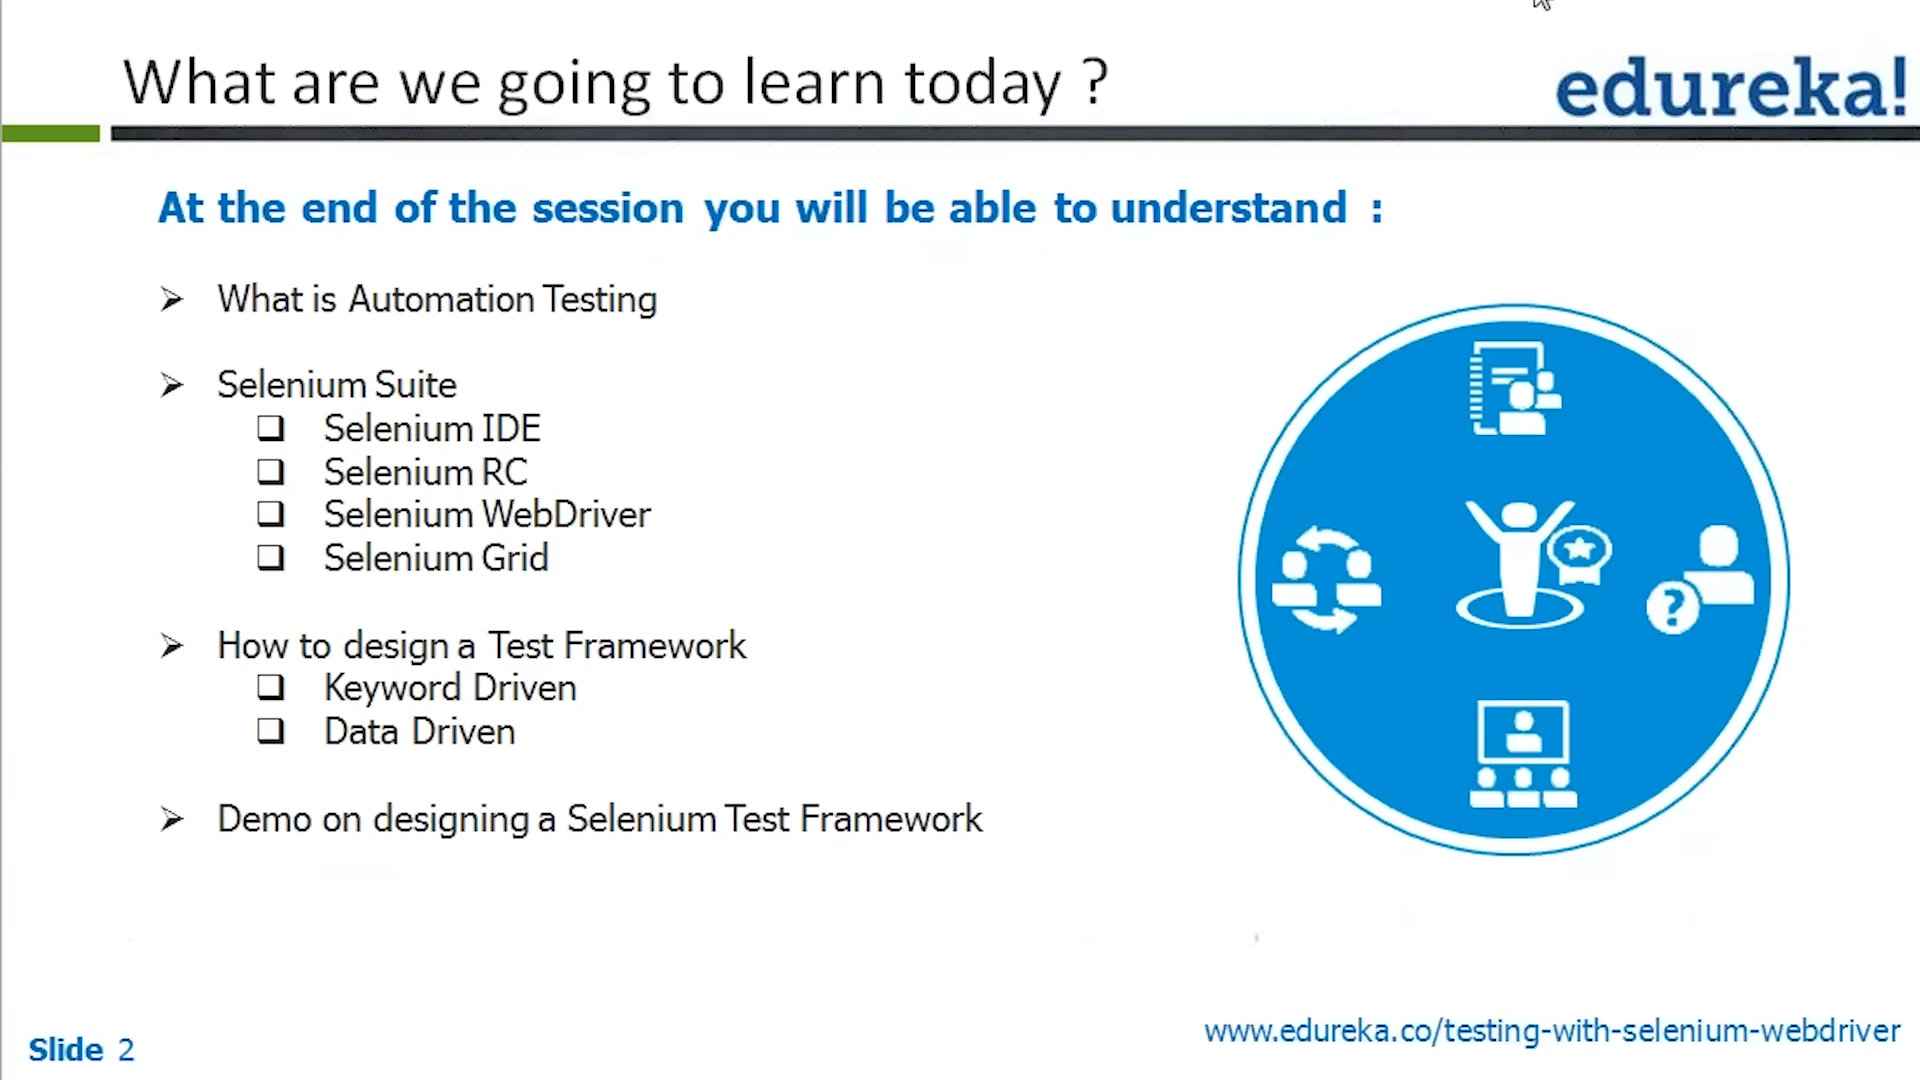 What are we going to learn today ?
edureka!
At the end of the session you will be able to understand :
What is Automation Testing
Selenium Suite
Selenium IDE
Selenium RC
Selenium WebDriver
Selenium Grid
How to design a Test Framework
Keyword Driven
Data Driven
Demo on designing a Selenium Test Framework
?
Slide 2
www.edureka.co/testing-with-selenium-webdriver